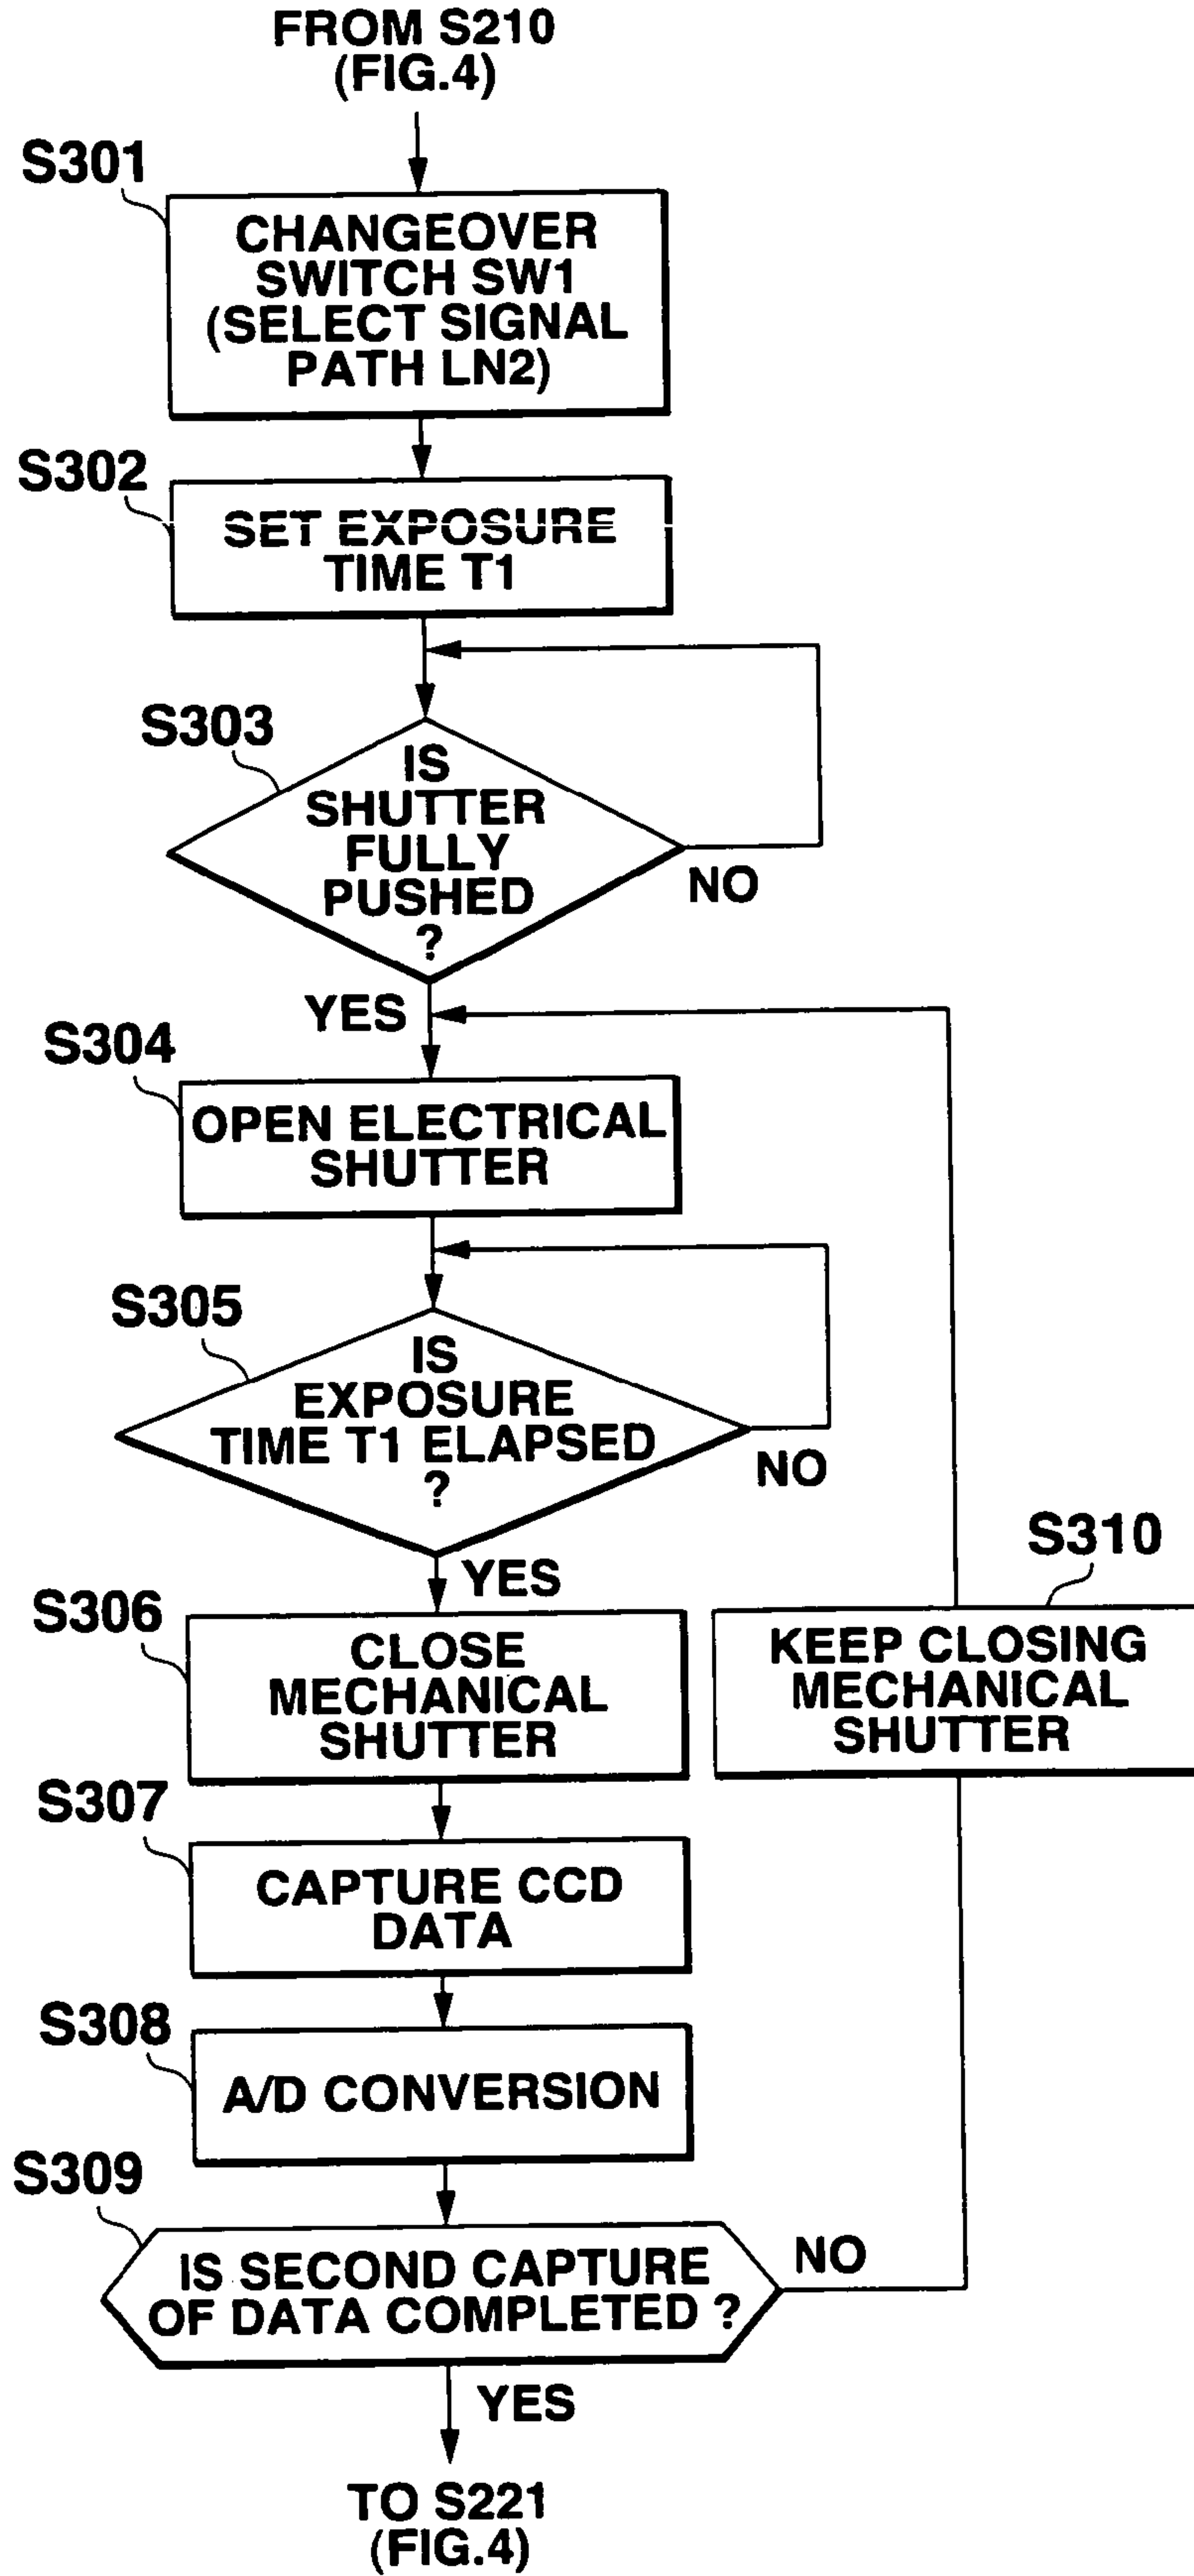 FROM S210
(FIG.4)
S301
CHANGEOVER
SWITCH SW1
(SELECT SIGNAL
PATH LN2)
S302
SET EXPOSURE
TIME T1
S303
IS
SHUTTER
FULLY
PUSHED
?
NO
YES
S304
OPEN ELECTRICAL
SHUTTER
S305
IS
EXPOSURE
TIME T1 ELAPSED
?
NO
YES
S306
CLOSE
MECHANICAL
SHUTTER
S310
KEEP CLOSING
MECHANICAL
SHUTTER
S307
CAPTURE CCD
DATA
S308
A/D CONVERSION
S309
IS SECOND CAPTURE
OF DATA COMPLETED ?
NO
YES
TO S221
(FIG.4)